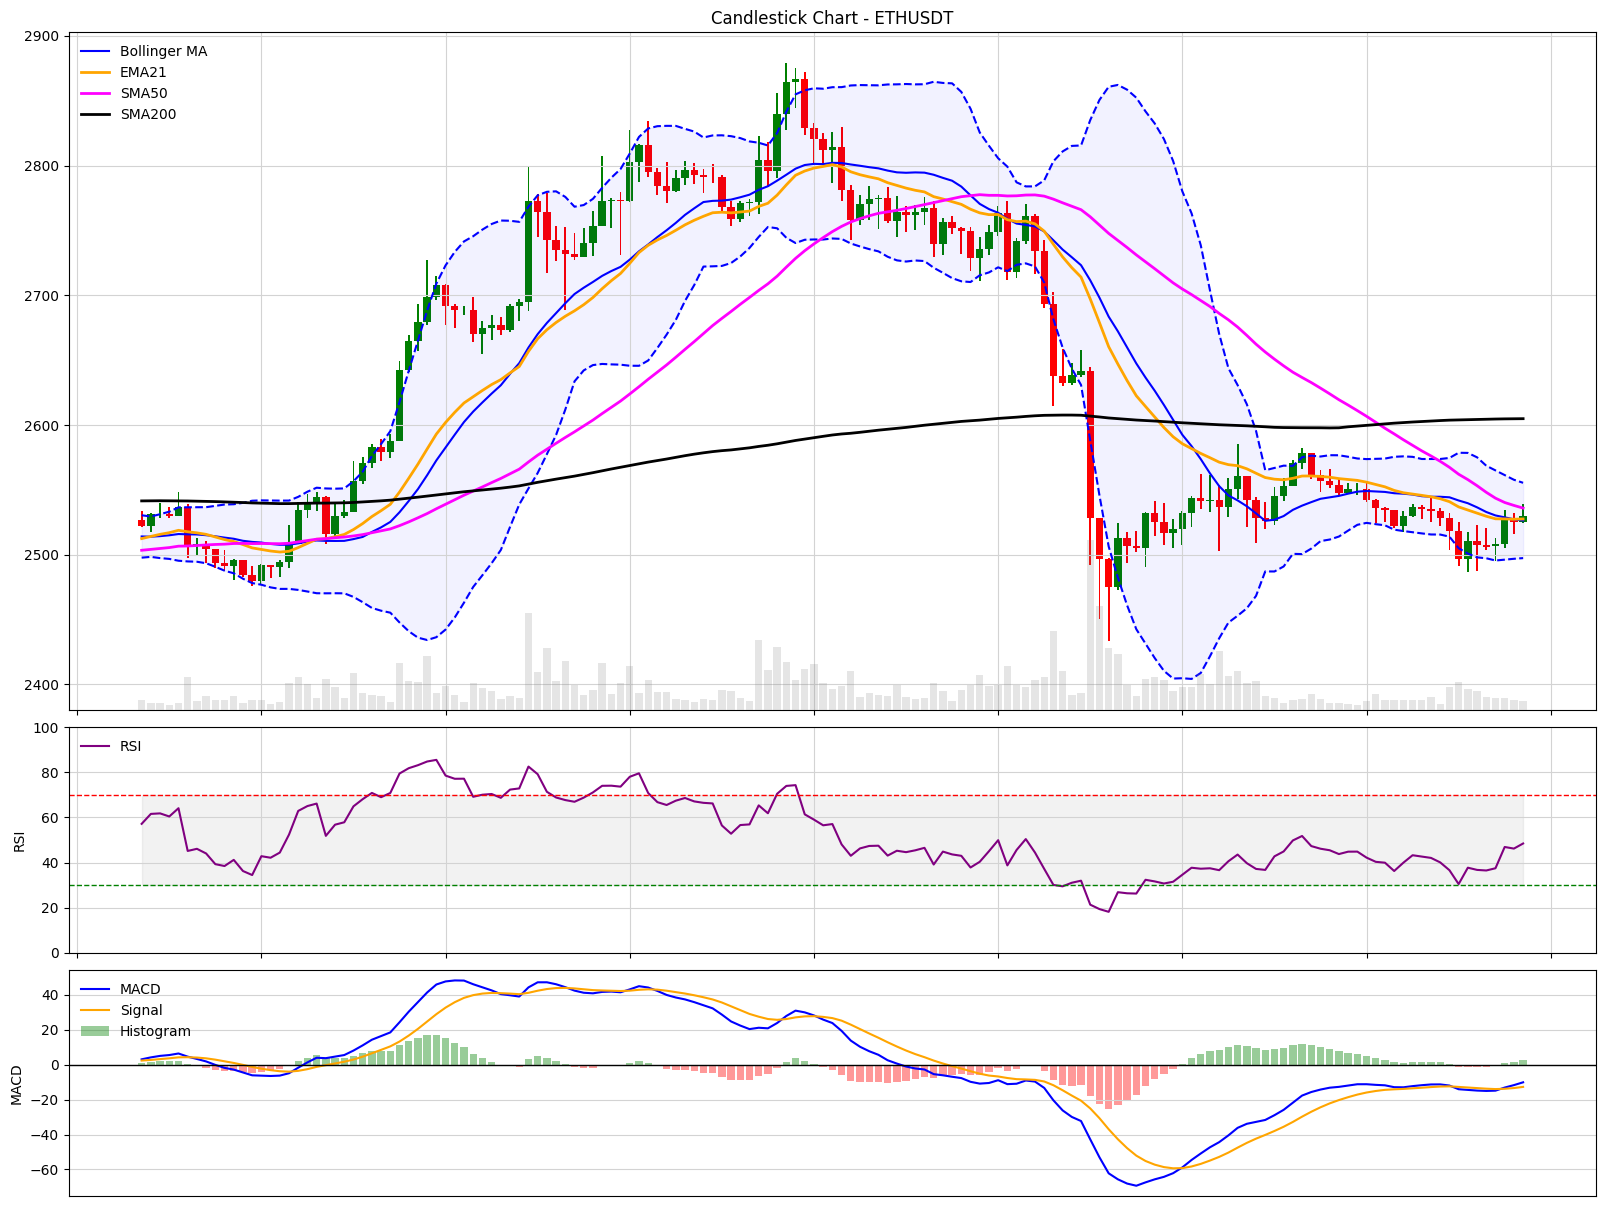 Candlestick Chart - ETHUSDT
2900
2800
2700
2600
2500
2400
Bollinger MA
EMA21
SMA50
SMA200
100
80
60
40
20
0
RSI
RSI
40
20
0
−20
−40
−60
MACD
MACD
Signal
Histogram